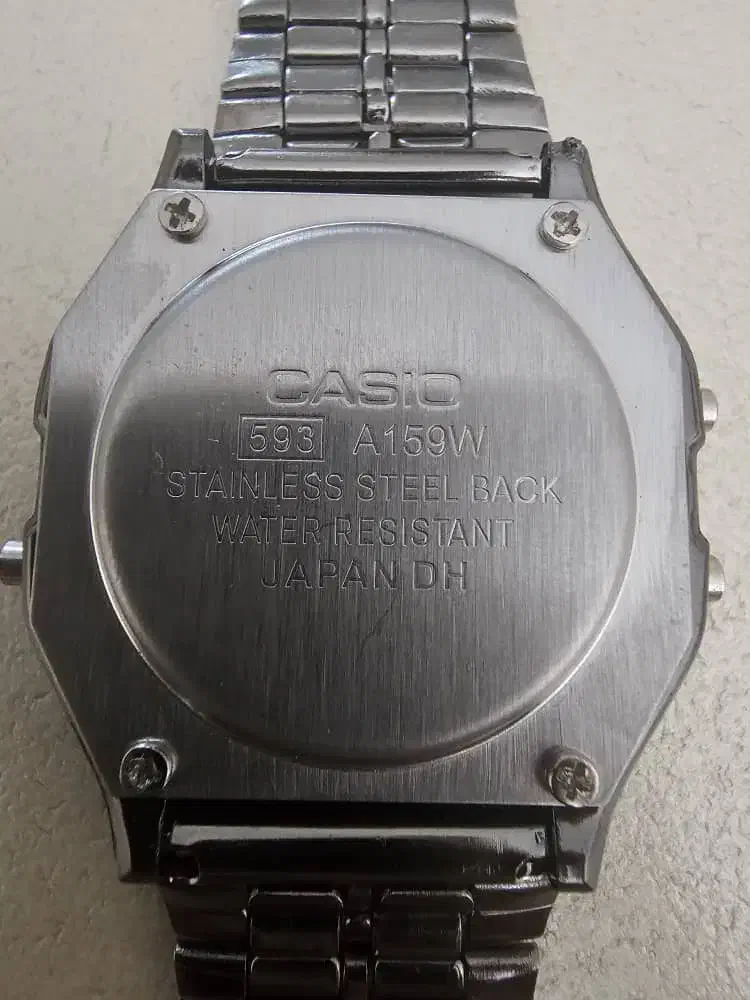 CASIO
593 A159W
STAINLESS STEEL BACK
WATER RESISTANT
JAPAN DH